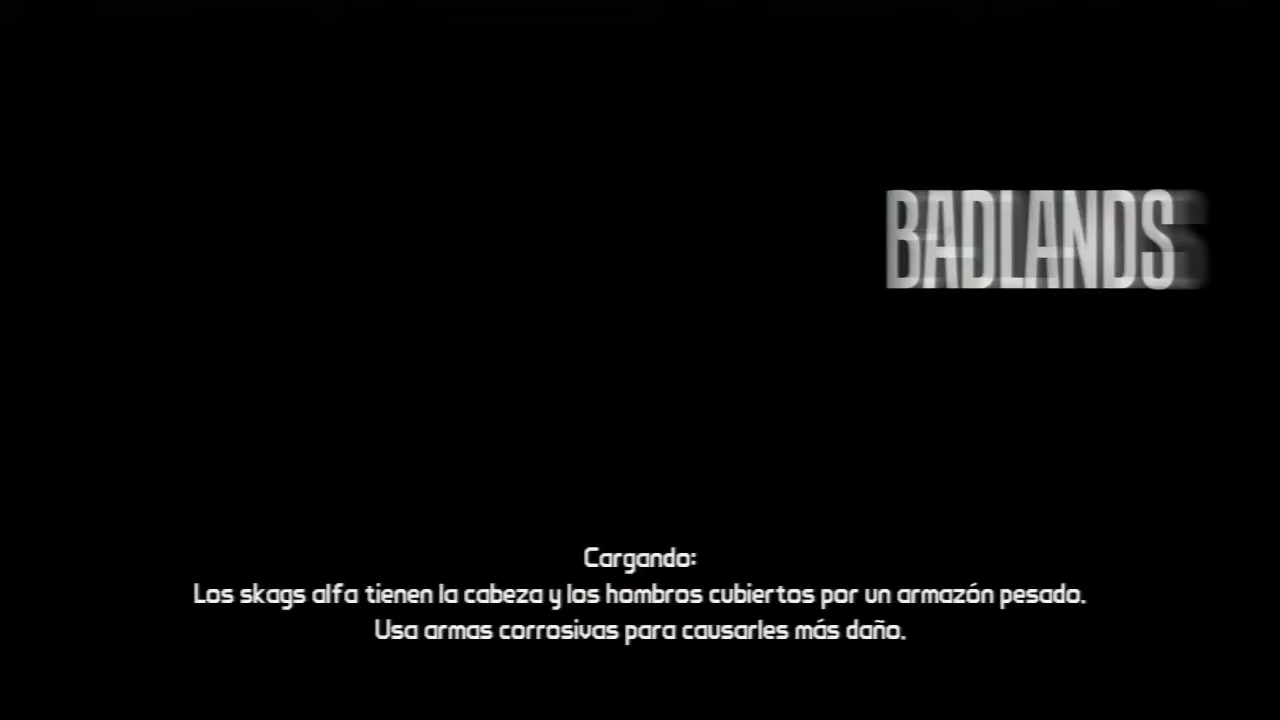 BADLANDS
Cargando:
Los skags alfa tienen la cabeza y los hombros cubiertos por un armazón pesado.
Usa armas corrosivas para causarles más daño.